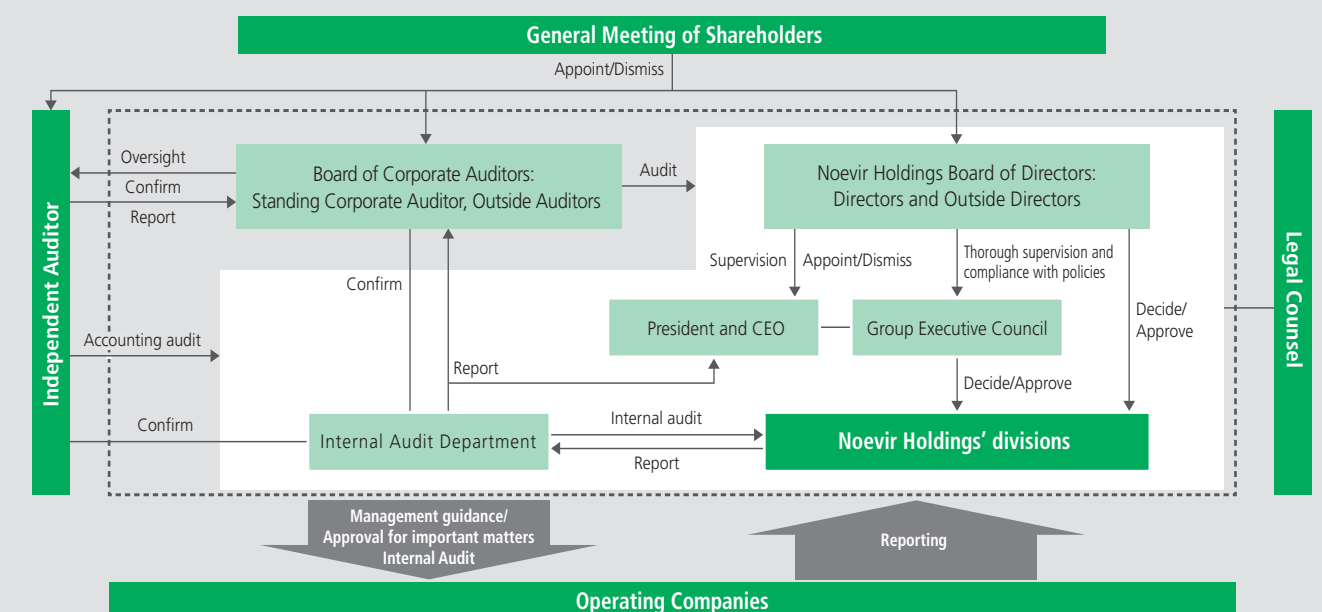 General Meeting of Shareholders
Appoint/Dismiss
Independent Auditor
Legal Counsel
Oversight
Confirm
Report
Board of Corporate Auditors:
Standing Corporate Auditor, Outside Auditors
Audit
Noevir Holdings Board of Directors:
Directors and Outside Directors
Supervision
Appoint/Dismiss
Thorough supervision and
compliance with policies
Decide/
Approve
Confirm
President and CEO
Group Executive Council
Accounting audit
Report
Decide/Approve
Confirm
Internal Audit Department
Internal audit
Report
Noevir Holdings’ divisions
Management guidance/
Approval for important matters
Internal Audit
Reporting
Operating Companies